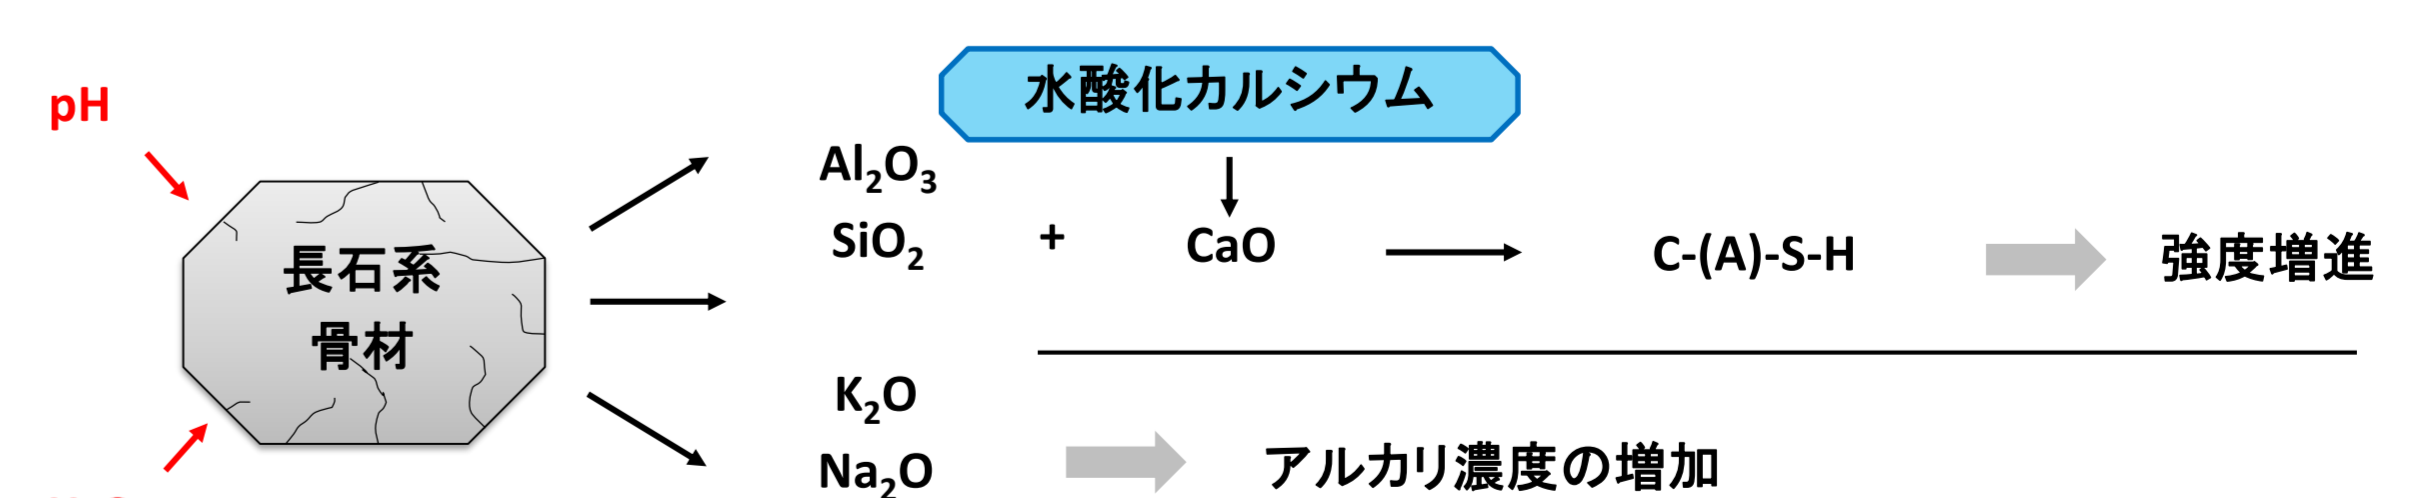 水酸化カルシウム
pH
長石系
骨材
Al₂O₃
SiO₂
+
CaO
C-(A)-S-H
強度増進
K₂O
Na₂O
アルカリ濃度の増加